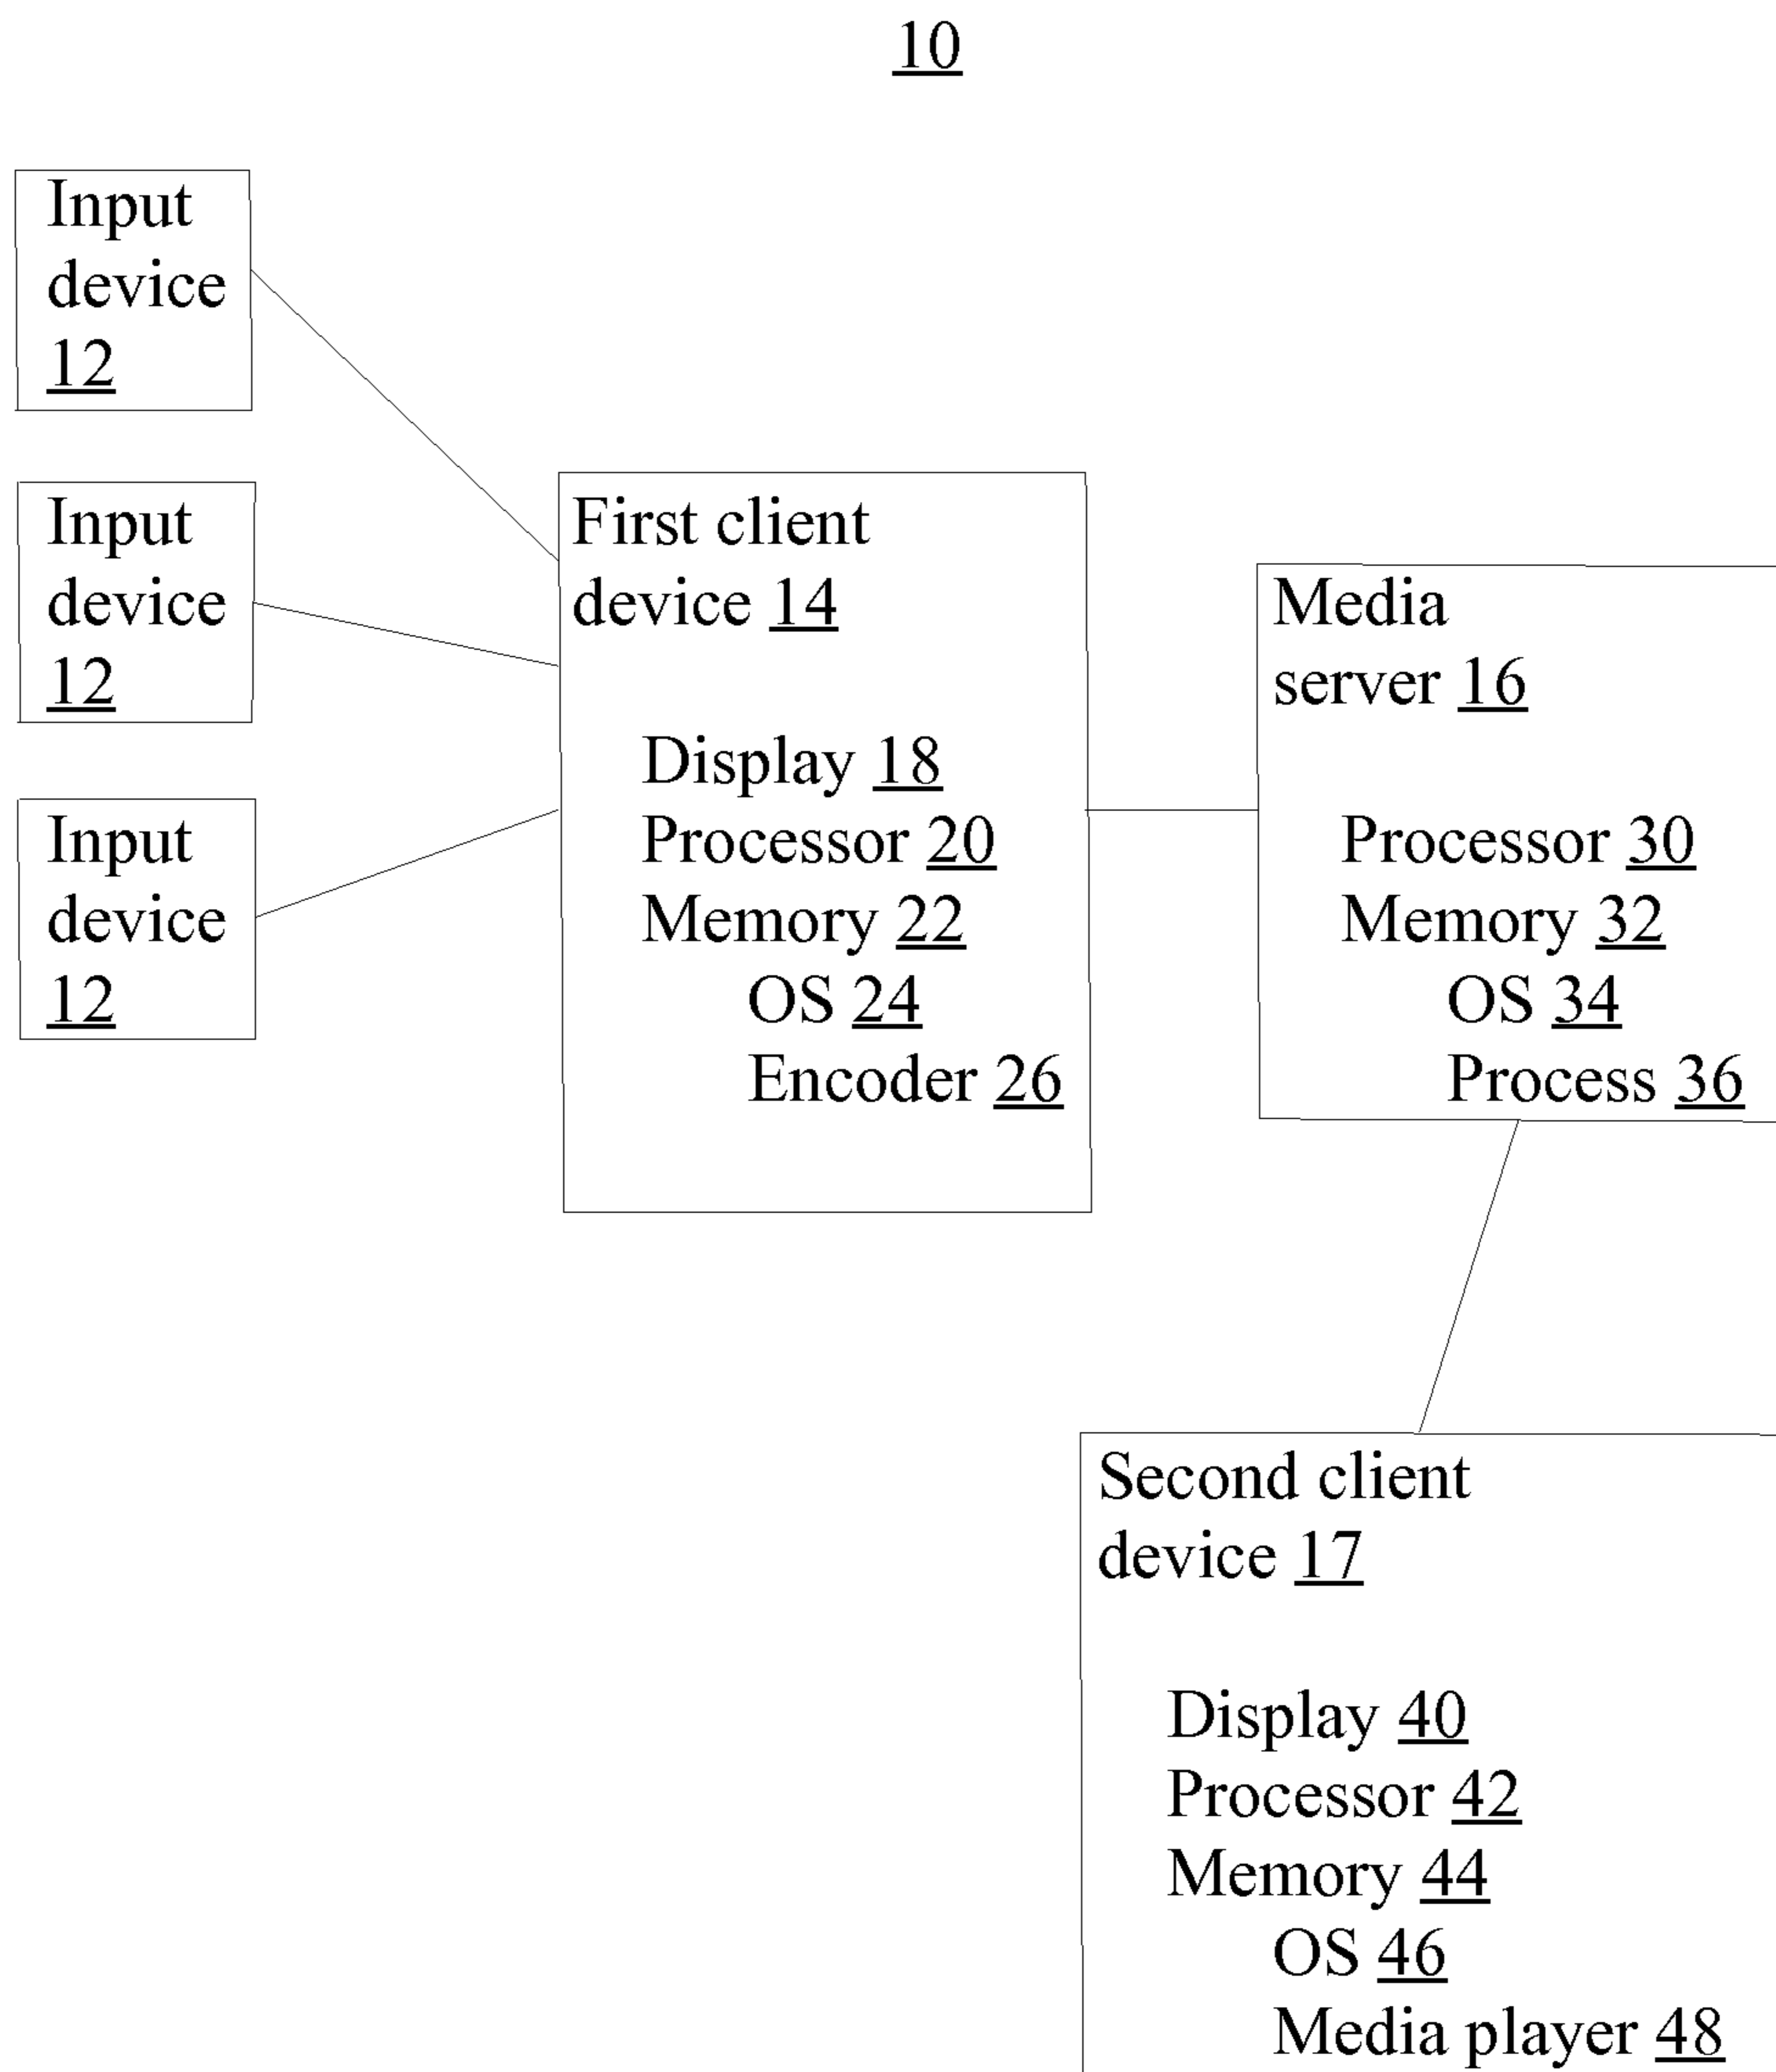 10
Input
device
12
Input
device
12
Input
device
12
First client
device 14
Display 18
Processor 20
Memory 22
OS 24
Encoder 26
Media
server 16
Processor 30
Memory 32
OS 34
Process 36
Second client
device 17
Display 40
Processor 42
Memory 44
OS 46
Media player 48